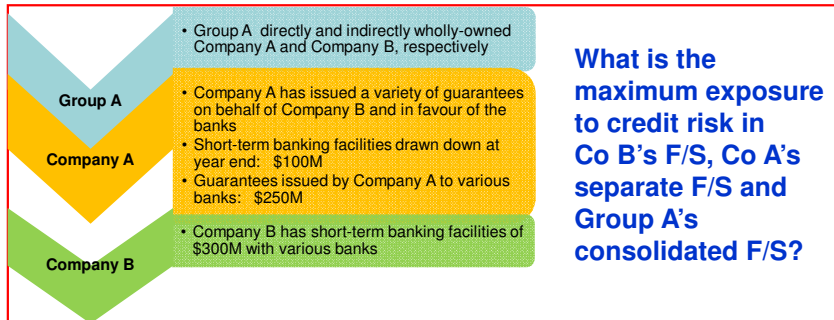 • Group A directly and indirectly wholly-owned
Company A and Company B, respectively
Group A
• Company A has issued a variety of guarantees
on behalf of Company B and in favour of the
banks
• Short-term banking facilities drawn down at
year end: $100M
• Guarantees issued by Company A to various
banks: $250M
Company A
• Company B has short-term banking facilities of
$300M with various banks
Company B
What is the
maximum exposure
to credit risk in
Co B's F/S, Co A's
separate F/S and
Group A's
consolidated F/S?